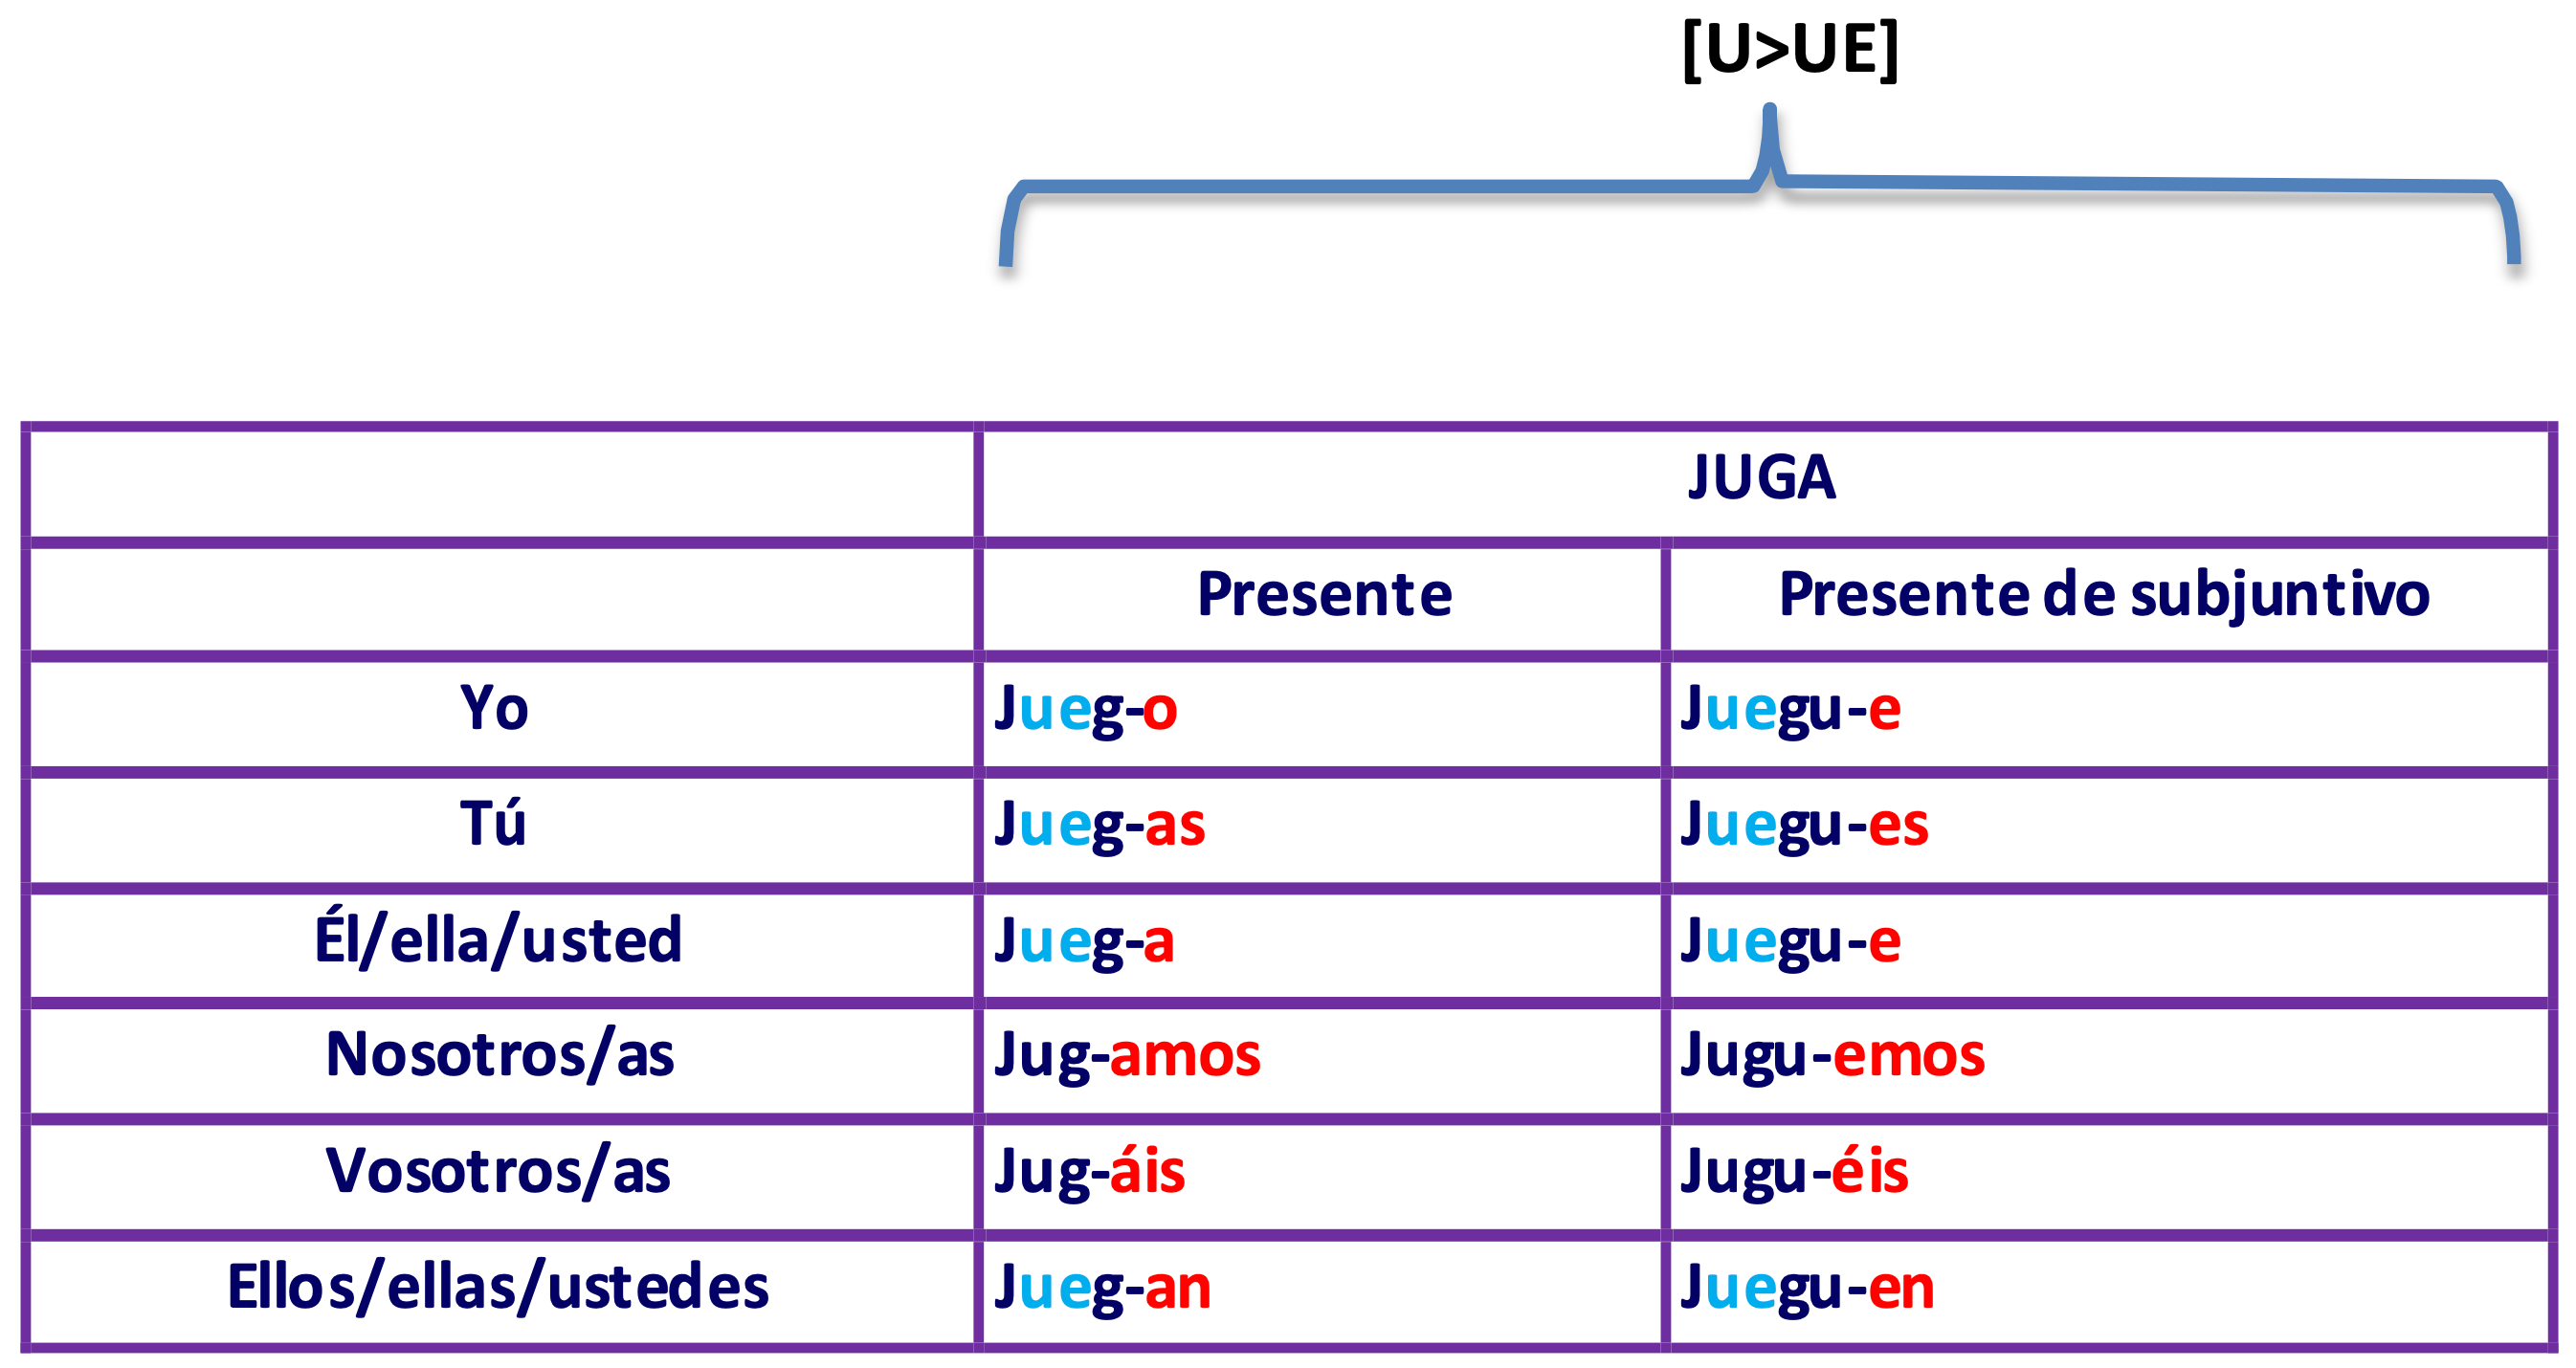 [U>UE]
JUGA
Presente Presente de subjuntivo
Yo Jueg-o Juegu-e
Tú Jueg-as Juegu-es
Él/ella/usted Jueg-a Juegu-e
Nosotros/as Jug-amos Jugu-emos
Vosotros/as Jug-áis Jugu-éis
Ellos/ellas/ustedes Jueg-an Juegu-en